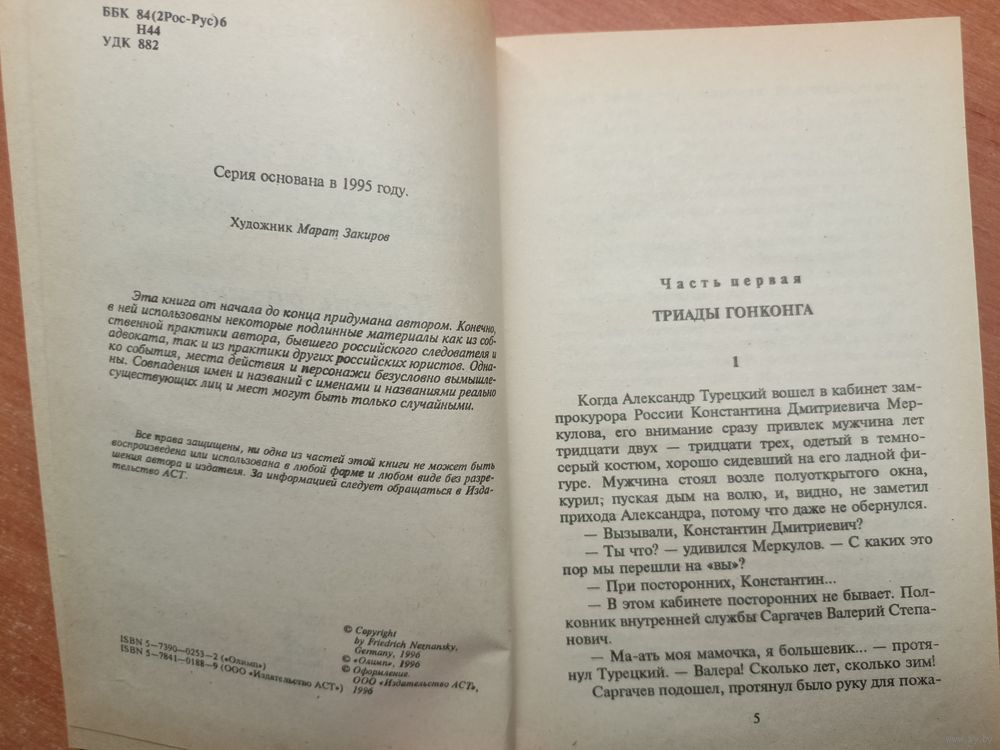 ББК 84(2Рос-Рус)6
Н44
УДК 882
Серия основана в 1995 году.
Художник Марат Закиров
Эта книга от начала до конца придумана автором. Конечно,
в ней использованы некоторые подлинные материалы как из соб-
ственной практики автора, бывшего российского следователя и
адвоката, так и из практики других российских юристов. Одна-
ко события, места действия и персонажи безусловно вымышле-
ны. Совпадения имен и названий с именами и названиями реально
существующих лиц и мест могут быть только случайными.
Все права защищены, ни одна из частей этой книги не может быть
воспроизведена или использована в любой форме и любом виде без разре-
шения автора и издателя. За информацией следует обращаться в Изда-
тельство АСТ.
ISBN 5—7390—0253—2 («Олимп»)
ISBN 5—7841—0188—9 (ООО «Издательство АСТ»)
© Copyright
by Friedrich Neznansky,
Germany, 1996
© «Олимп», 1996
© Оформление.
ООО «Издательство АСТ»,
1996
Часть первая
ТРИАДЫ ГОНКОНГА
1
Когда Александр Турецкий вошел в кабинет зам-
прокурора России Константина Дмитриевича Мер-
кулова, его внимание сразу привлек мужчина лет
тридцати двух — тридцати трех, одетый в темно-
серый костюм, хорошо сидевший на его ладной фи-
гуре. Мужчина стоял возле полуоткрытого окна,
курил; пуская дым на волю, и, видно, не заметил
прихода Александра, потому что даже не обернулся.
— Вызывали, Константин Дмитриевич?
— Ты что? — удивился Меркулов. — С каких это
пор мы перешли на «вы»?
— При посторонних, Константин...
— В этом кабинете посторонних не бывает. Пол-
ковник внутренней службы Саргачев Валерий Степа-
нович.
— Ма-ать моя мамочка, я большевик... — протя-
нул Турецкий. — Валера! Сколько лет, сколько зим!
Саргачев подошел, протянул было руку для пожа-
5